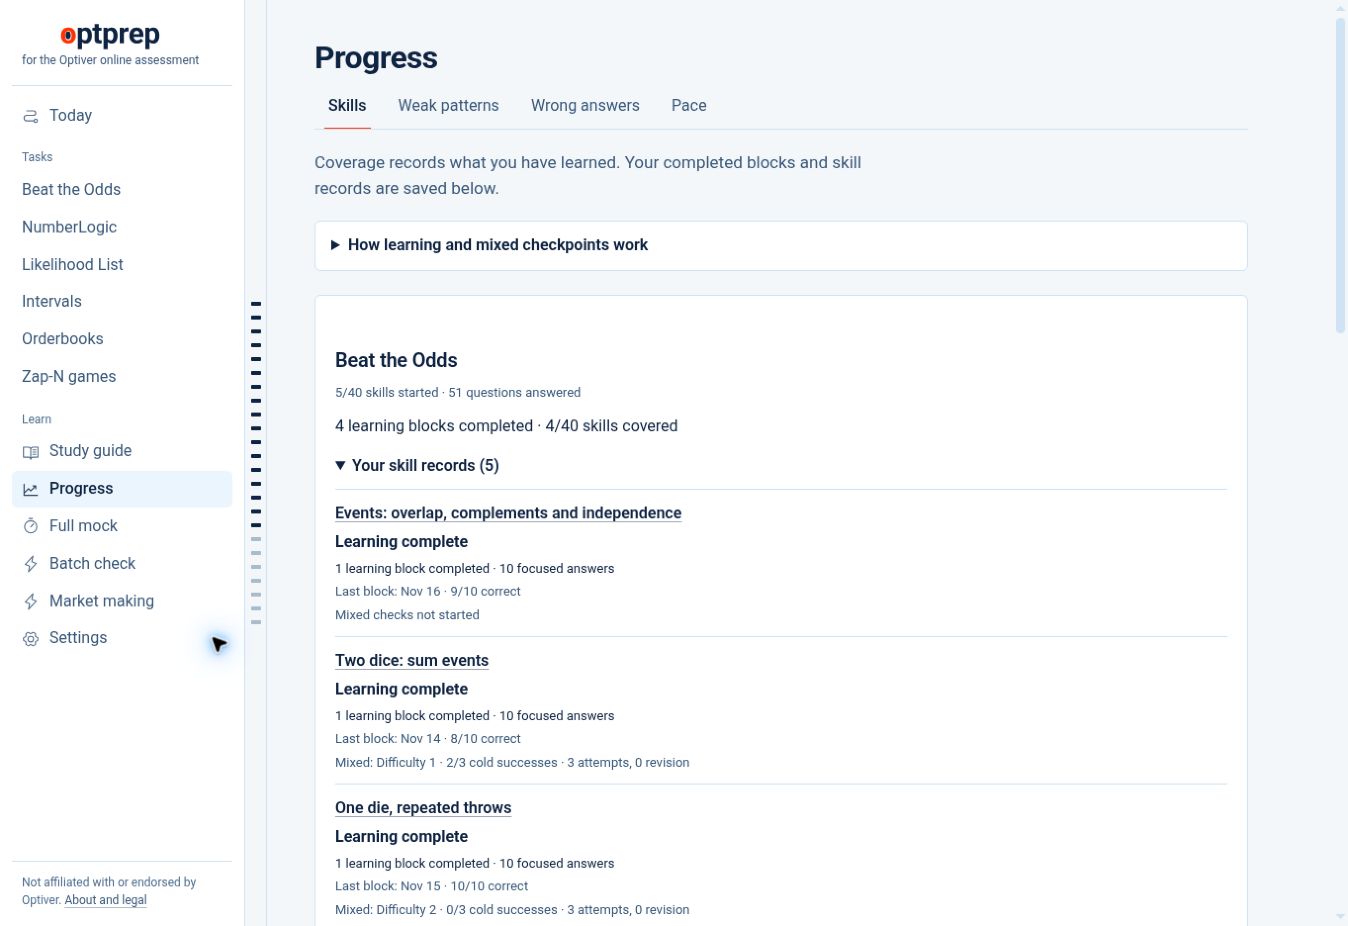 optprep
for the Optiver online assessment
Today
Tasks
Beat the Odds
NumberLogic
Likelihood List
Intervals
Orderbooks
Zap-N games
Learn
Study guide
Progress
Full mock
Batch check
Market making
Settings
Not affiliated with or endorsed by
Optiver. About and legal
Progress
Skills Weak patterns Wrong answers Pace
Coverage records what you have learned. Your completed blocks and skill
records are saved below.
How learning and mixed checkpoints work
Beat the Odds
5/40 skills started · 51 questions answered
4 learning blocks completed · 4/40 skills covered
Your skill records (5)
Events: overlap, complements and independence
Learning complete
1 learning block completed · 10 focused answers
Last block: Nov 16 · 9/10 correct
Mixed checks not started
Two dice: sum events
Learning complete
1 learning block completed · 10 focused answers
Last block: Nov 14 · 8/10 correct
Mixed: Difficulty 1 · 2/3 cold successes · 3 attempts, 0 revision
One die, repeated throws
Learning complete
1 learning block completed · 10 focused answers
Last block: Nov 15 · 10/10 correct
Mixed: Difficulty 2 · 0/3 cold successes · 3 attempts, 0 revision